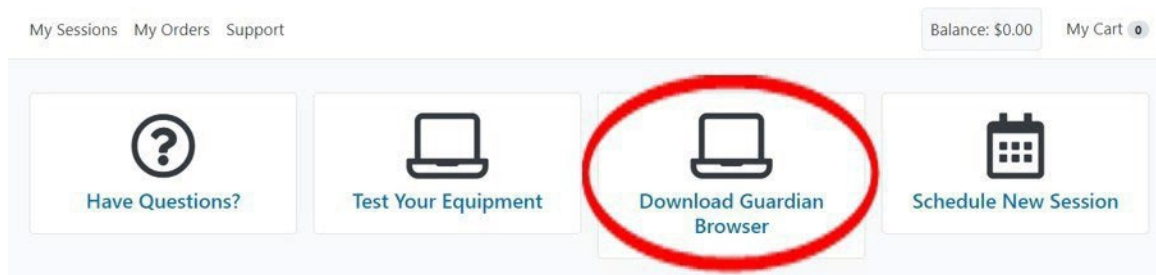 My Sessions My Orders Support
Balance: $0.00 My Cart 0
Have Questions?
Test Your Equipment
Download Guardian
Browser
Schedule New Session